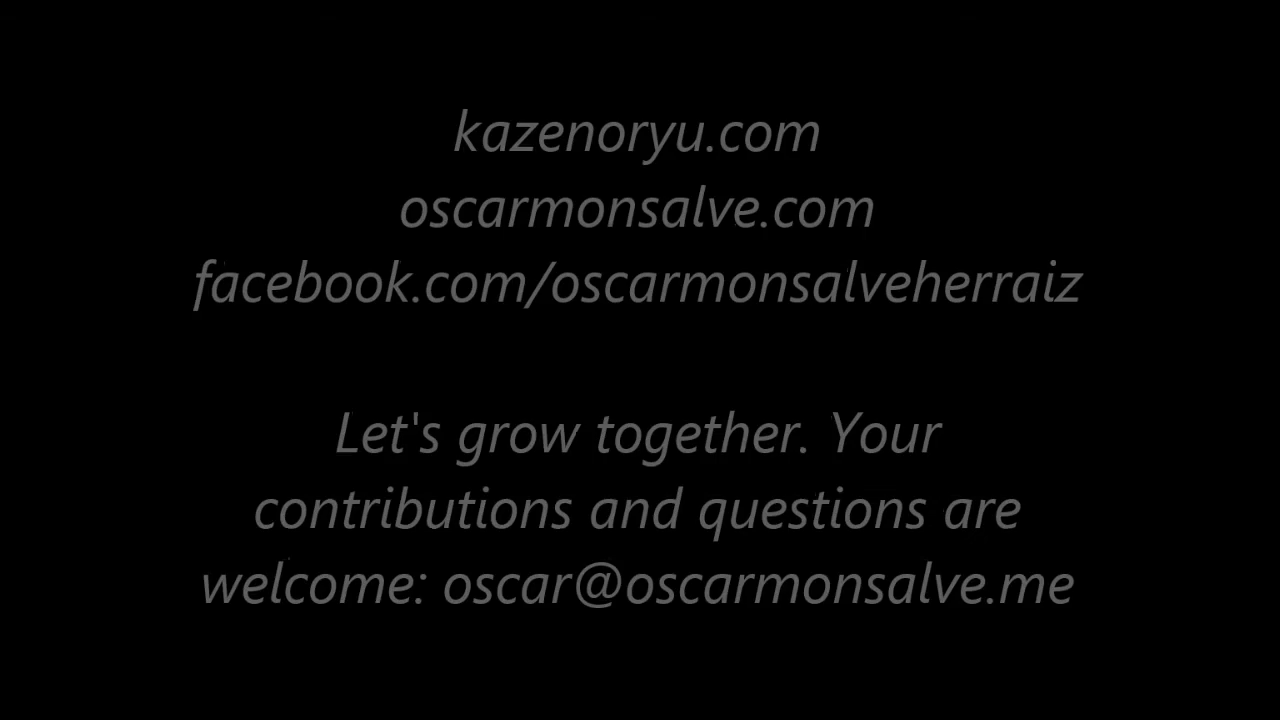 kazenoryu.com
oscarmonsalve.com
facebook.com/oscarmonsalveherraiz
Let's grow together. Your
contributions and questions are
welcome: oscar@oscarmonsalve.me